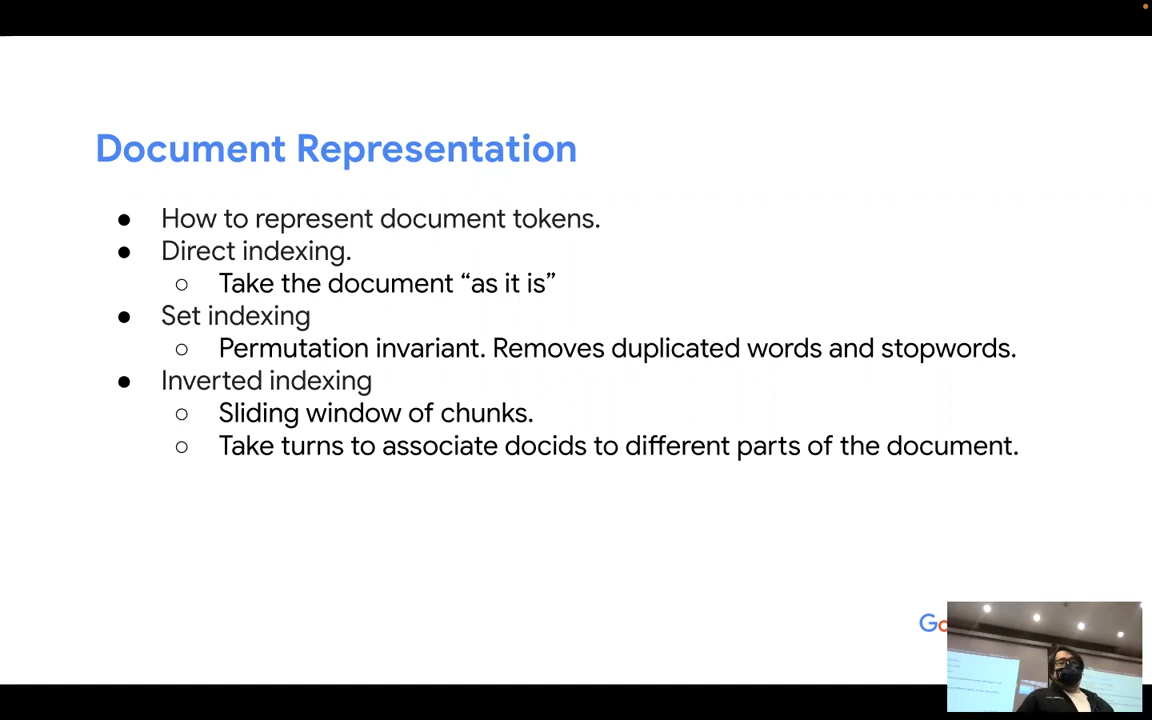 Document Representation
● How to represent document tokens.
● Direct indexing.
○ Take the document “as it is”
● Set indexing
○ Permutation invariant. Removes duplicated words and stopwords.
● Inverted indexing
○ Sliding window of chunks.
○ Take turns to associate docids to different parts of the document.
Go